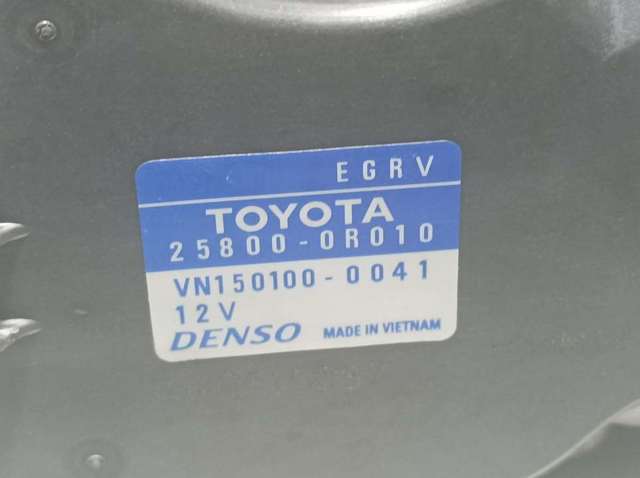 EGRV
TOYOTA
25800-0R010
VN150100-0041
12V
DENSO MADE IN VIETNAM